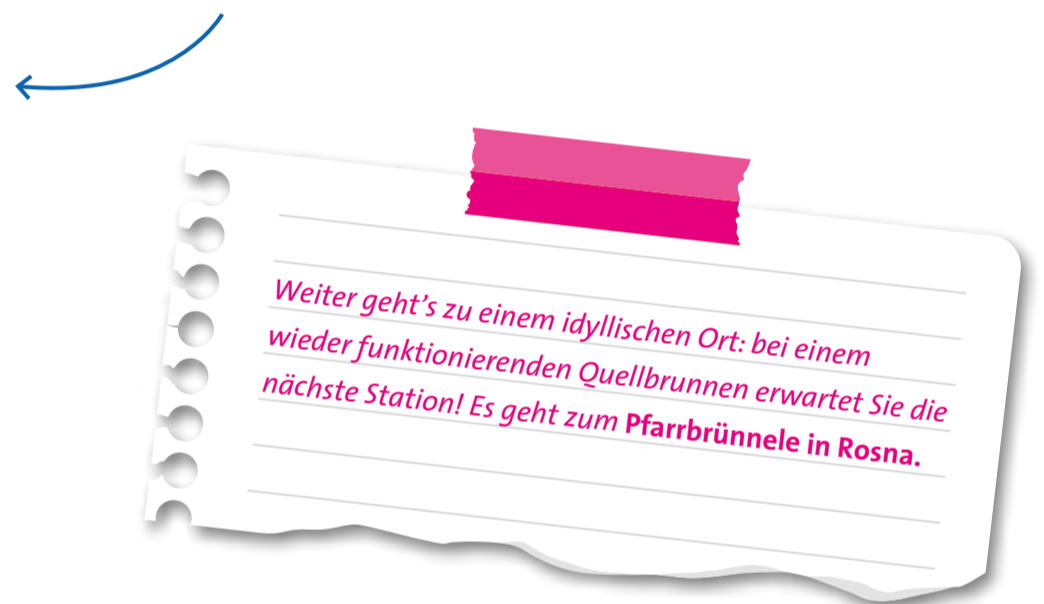 Weiter geht’s zu einem idyllischen Ort: bei einem
wieder funktionierenden Quellbrunnen erwartet Sie die
nächste Station! Es geht zum Pfarrbrünnele in Rosna.